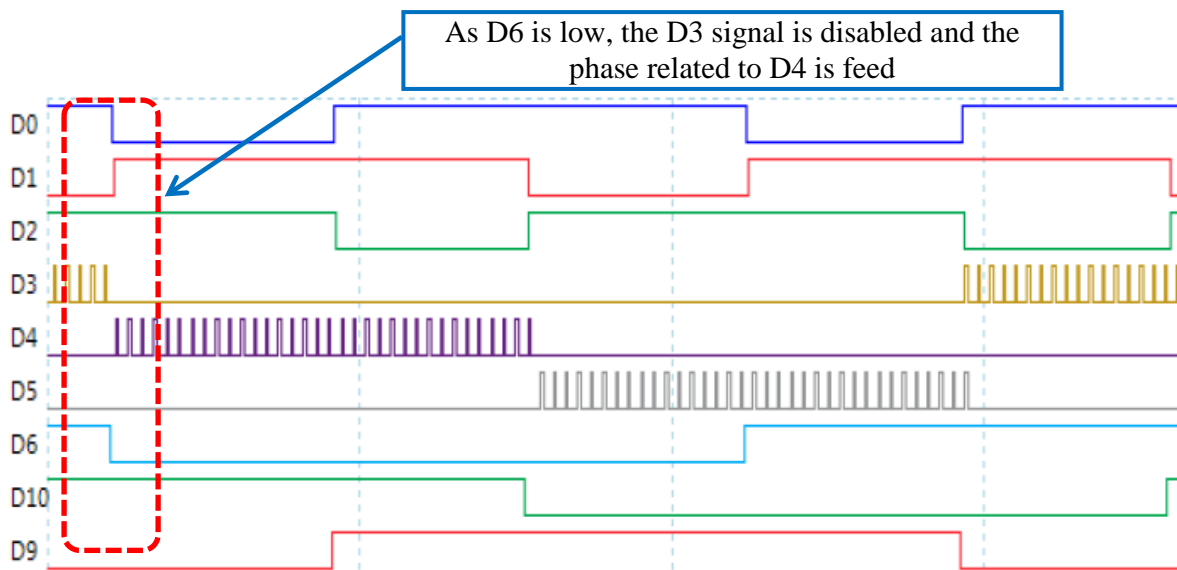 As D6 is low, the D3 signal is disabled and the
phase related to D4 is feed
D0
D1
D2
D3
D4
D5
D6
D10
D9